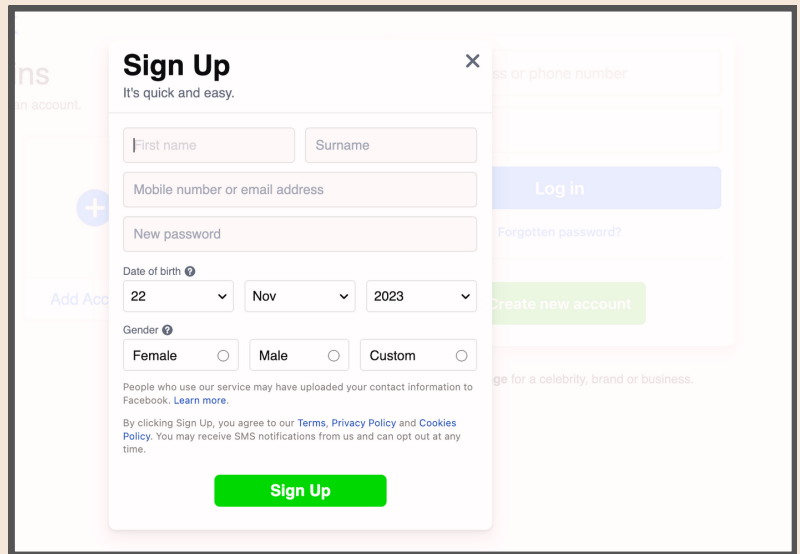 Sign Up
It's quick and easy.
First name
Surname
Mobile number or email address
New password
Date of birth ?
22 Nov 2023
Gender ?
Female Male Custom
People who use our service may have uploaded your contact information to
Facebook. Learn more.
By clicking Sign Up, you agree to our Terms, Privacy Policy and Cookies
Policy. You may receive SMS notifications from us and can opt out at any
time.
Sign Up
ins
an account.
Add Acc
ss or phone number
Log in
Forgotten password?
Create new account
ge for a celebrity, brand or business.